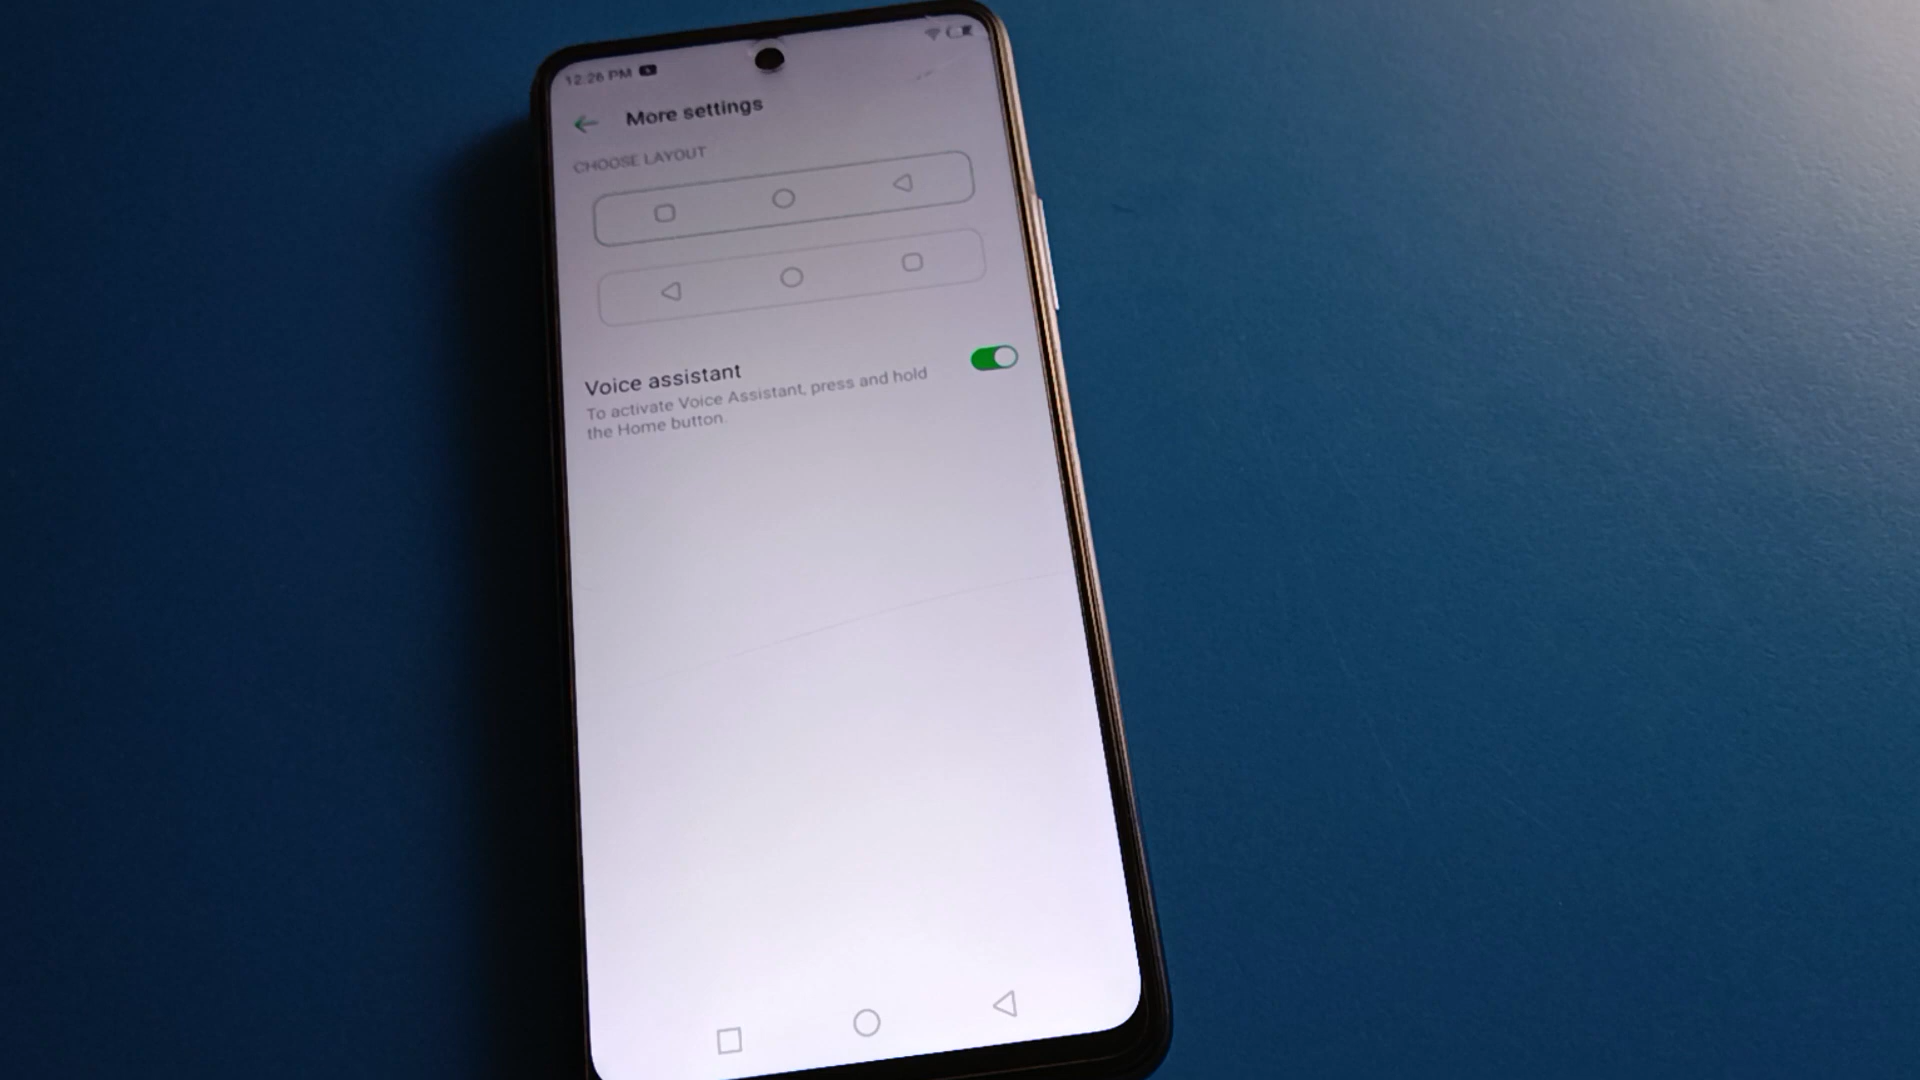 12:26 PM
More settings
CHOOSE LAYOUT
Voice assistant
To activate Voice Assistant, press and hold
the Home button.